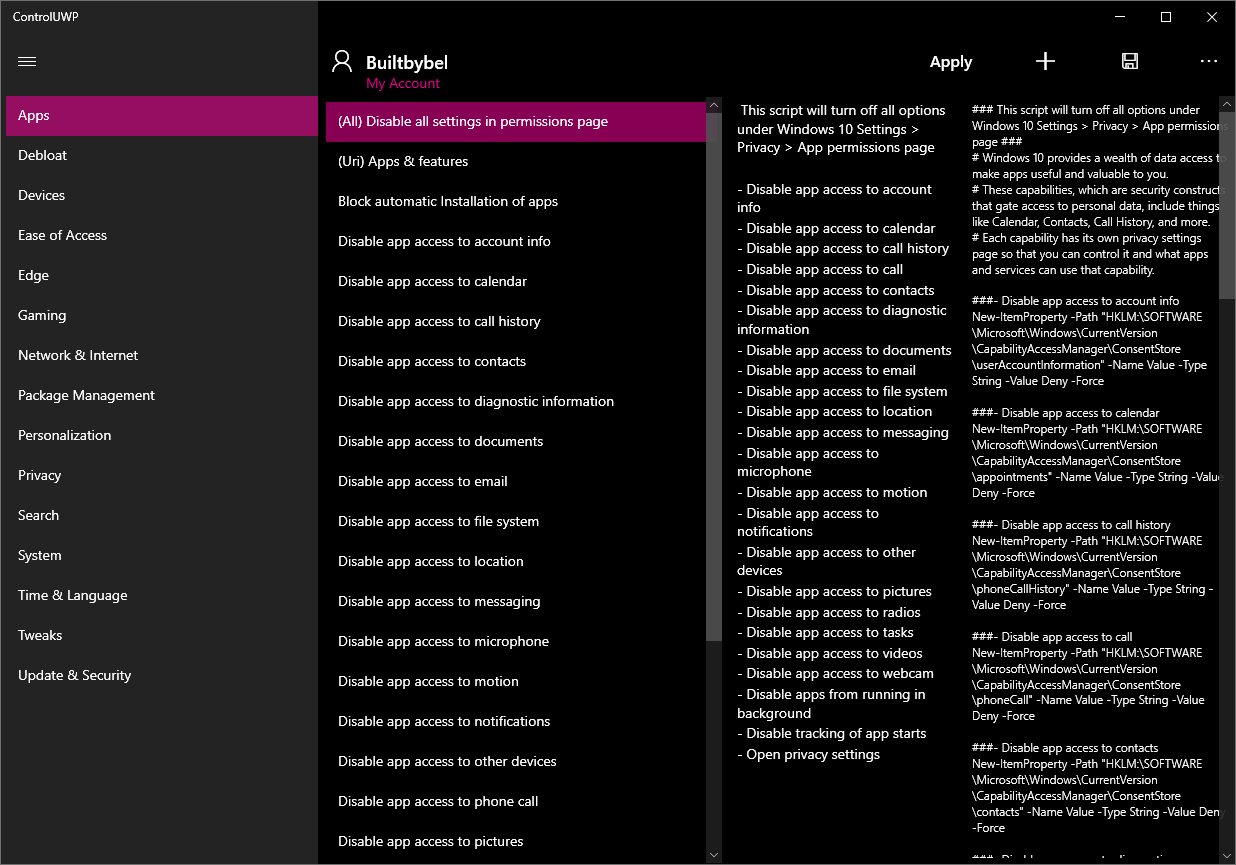 ControlUWP
Builtbybel
My Account
Apply
Apps
Debloat
Devices
Ease of Access
Edge
Gaming
Network & Internet
Package Management
Personalization
Privacy
Search
System
Time & Language
Tweaks
Update & Security
(All) Disable all settings in permissions page
(Uri) Apps & features
Block automatic Installation of apps
Disable app access to account info
Disable app access to calendar
Disable app access to call history
Disable app access to contacts
Disable app access to diagnostic information
Disable app access to documents
Disable app access to email
Disable app access to file system
Disable app access to location
Disable app access to messaging
Disable app access to microphone
Disable app access to motion
Disable app access to notifications
Disable app access to other devices
Disable app access to phone call
Disable app access to pictures
This script will turn off all options
under Windows 10 Settings >
Privacy > App permissions page
- Disable app access to account
info
- Disable app access to calendar
- Disable app access to call history
- Disable app access to call
- Disable app access to contacts
- Disable app access to diagnostic
information
- Disable app access to documents
- Disable app access to email
- Disable app access to file system
- Disable app access to location
- Disable app access to messaging
- Disable app access to
microphone
- Disable app access to motion
- Disable app access to
notifications
- Disable app access to other
devices
- Disable app access to pictures
- Disable app access to radios
- Disable app access to tasks
- Disable app access to videos
- Disable app access to webcam
- Disable apps from running in
background
- Disable tracking of app starts
- Open privacy settings
### This script will turn off all options under
Windows 10 Settings > Privacy > App permissions
page ###
# Windows 10 provides a wealth of data access to
make apps useful and valuable to you.
# These capabilities, which are security constructs
that gate access to personal data, include things
like Calendar, Contacts, Call History, and more.
# Each capability has its own privacy settings
page so that you can control it and what apps
and services can use that capability.
###- Disable app access to account info
New-ItemProperty -Path "HKLM:\SOFTWARE
\Microsoft\Windows\CurrentVersion
\CapabilityAccessManager\ConsentStore
\userAccountInformation" -Name Value -Type
String -Value Deny -Force
###- Disable app access to calendar
New-ItemProperty -Path "HKLM:\SOFTWARE
\Microsoft\Windows\CurrentVersion
\CapabilityAccessManager\ConsentStore
\appointments" -Name Value -Type String -Value
Deny -Force
###- Disable app access to call history
New-ItemProperty -Path "HKLM:\SOFTWARE
\Microsoft\Windows\CurrentVersion
\CapabilityAccessManager\ConsentStore
\phoneCallHistory" -Name Value -Type String -
Value Deny -Force
###- Disable app access to call
New-ItemProperty -Path "HKLM:\SOFTWARE
\Microsoft\Windows\CurrentVersion
\CapabilityAccessManager\ConsentStore
\phoneCall" -Name Value -Type String -Value
Deny -Force
###- Disable app access to contacts
New-ItemProperty -Path "HKLM:\SOFTWARE
\Microsoft\Windows\CurrentVersion
\CapabilityAccessManager\ConsentStore
\contacts" -Name Value -Type String -Value Deny
-Force